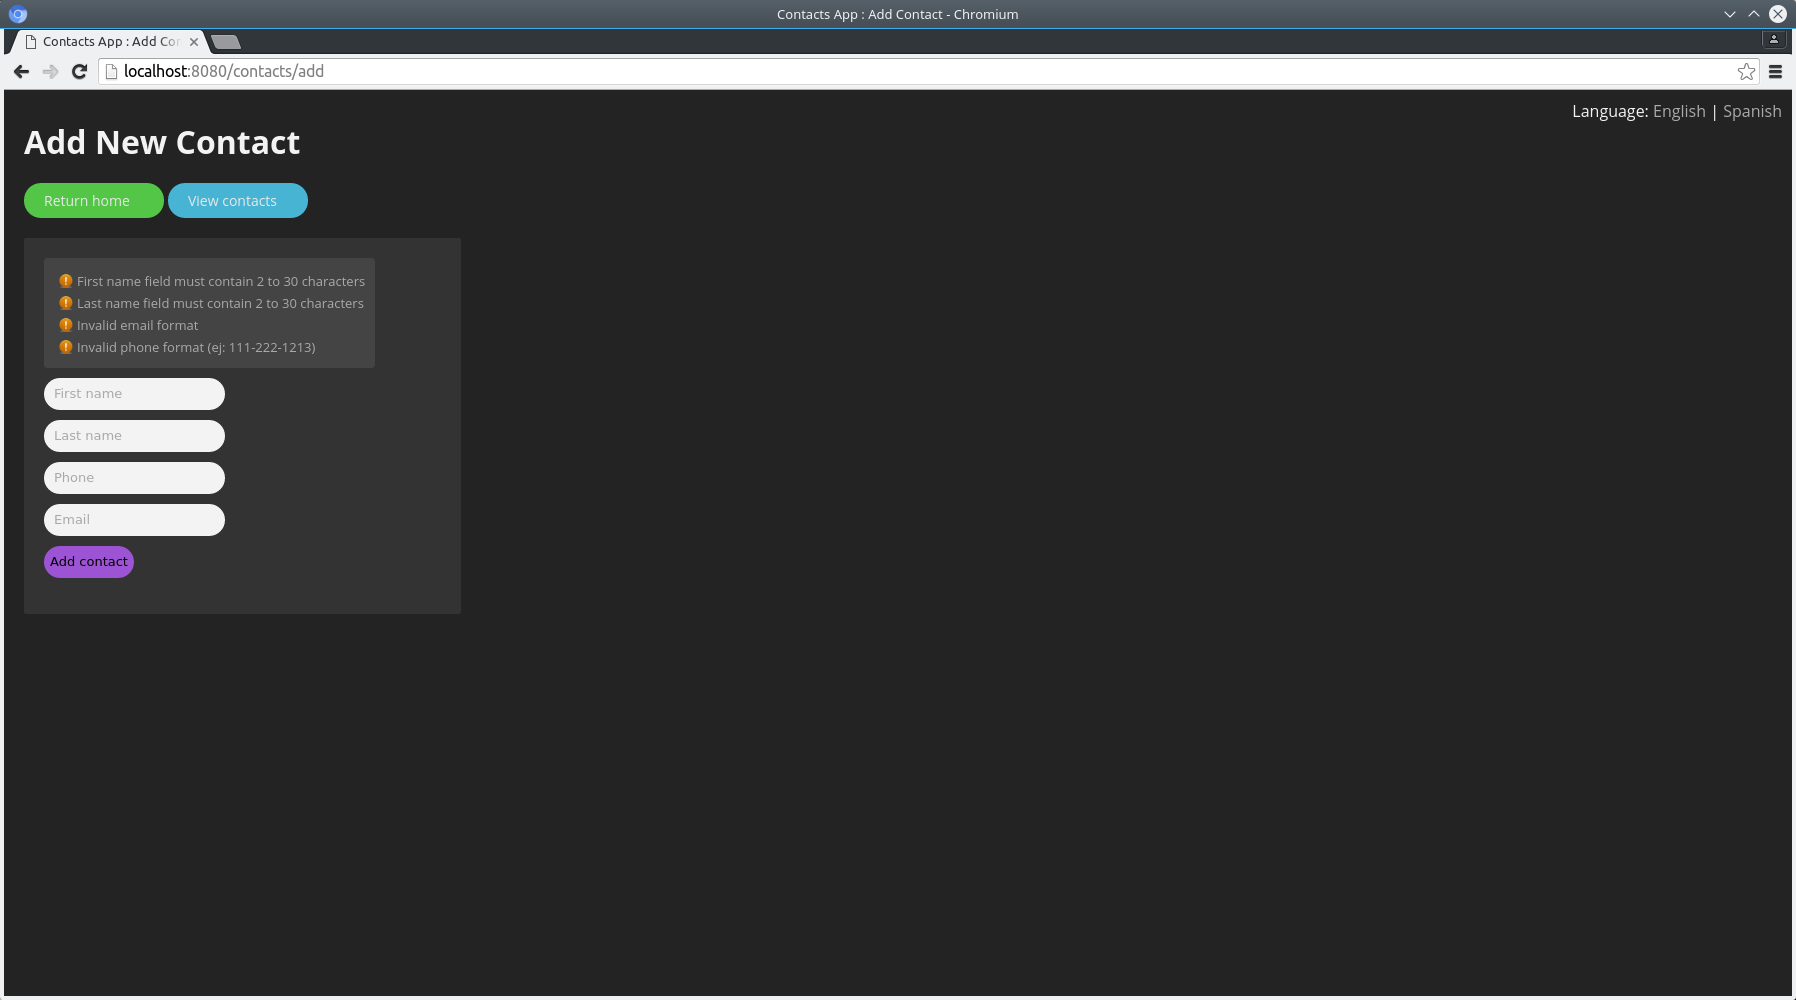 Contacts App : Add Contact - Chromium
Contacts App : Add Co
localhost:8080/contacts/add
Language: English | Spanish
Add New Contact
Return home View contacts
First name field must contain 2 to 30 characters
Last name field must contain 2 to 30 characters
Invalid email format
Invalid phone format (ej: 111-222-1213)
First name
Last name
Phone
Email
Add contact